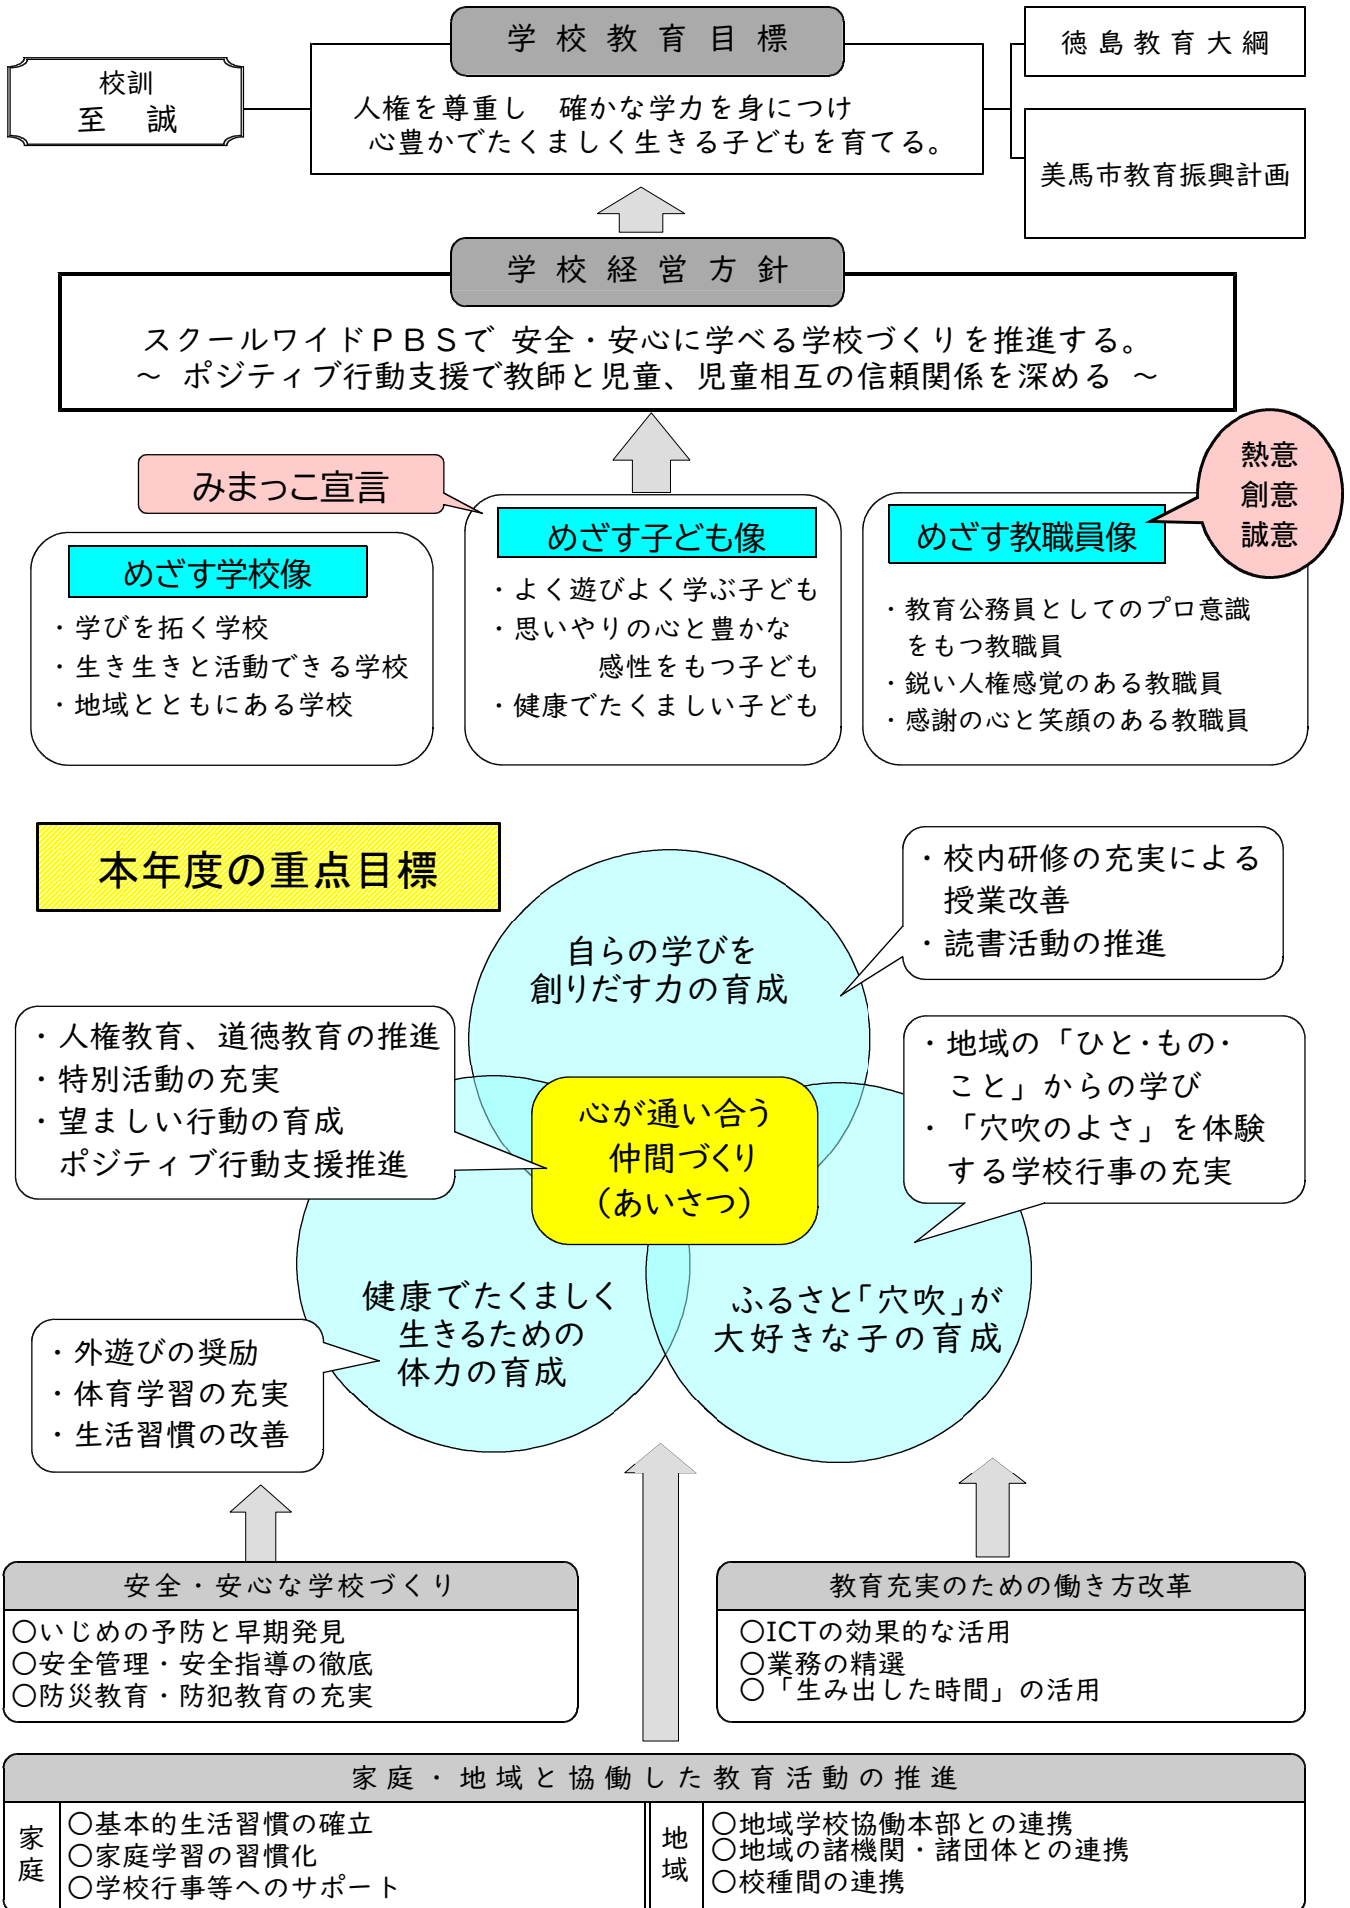 学校教育目標
徳島教育大綱
校訓
至　誠
人権を尊重し　確かな学力を身につけ
心豊かでたくましく生きる子どもを育てる。
美馬市教育振興計画
学校経営方針
スクールワイドＰＢＳで 安全・安心に学べる学校づくりを推進する。
～ ポジティブ行動支援で教師と児童、児童相互の信頼関係を深める ～
熱意
創意
誠意
みまっこ宣言
めざす学校像
・学びを拓く学校
・生き生きと活動できる学校
・地域とともにある学校
めざす子ども像
・よく遊びよく学ぶ子ども
・思いやりの心と豊かな
感性をもつ子ども
・健康でたくましい子ども
めざす教職員像
・教育公務員としてのプロ意識
をもつ教職員
・鋭い人権感覚のある教職員
・感謝の心と笑顔のある教職員
本年度の重点目標
・校内研修の充実による
授業改善
・読書活動の推進
自らの学びを
創りだす力の育成
・人権教育、道徳教育の推進
・特別活動の充実
・望ましい行動の育成
ポジティブ行動支援推進
心が通い合う
仲間づくり
（あいさつ）
・地域の「ひと・もの・
こと」からの学び
・「穴吹のよさ」を体験
する学校行事の充実
健康でたくましく
生きるための
体力の育成
ふるさと「穴吹」が
大好きな子の育成
・外遊びの奨励
・体育学習の充実
・生活習慣の改善
安全・安心な学校づくり
○いじめの予防と早期発見
○安全管理・安全指導の徹底
○防災教育・防犯教育の充実
教育充実のための働き方改革
○ICTの効果的な活用
○業務の精選
○「生み出した時間」の活用
家庭・地域と協働した教育活動の推進
家庭
○基本的生活習慣の確立
○家庭学習の習慣化
○学校行事等へのサポート
地域
○地域学校協働本部との連携
○地域の諸機関・諸団体との連携
○校種間の連携